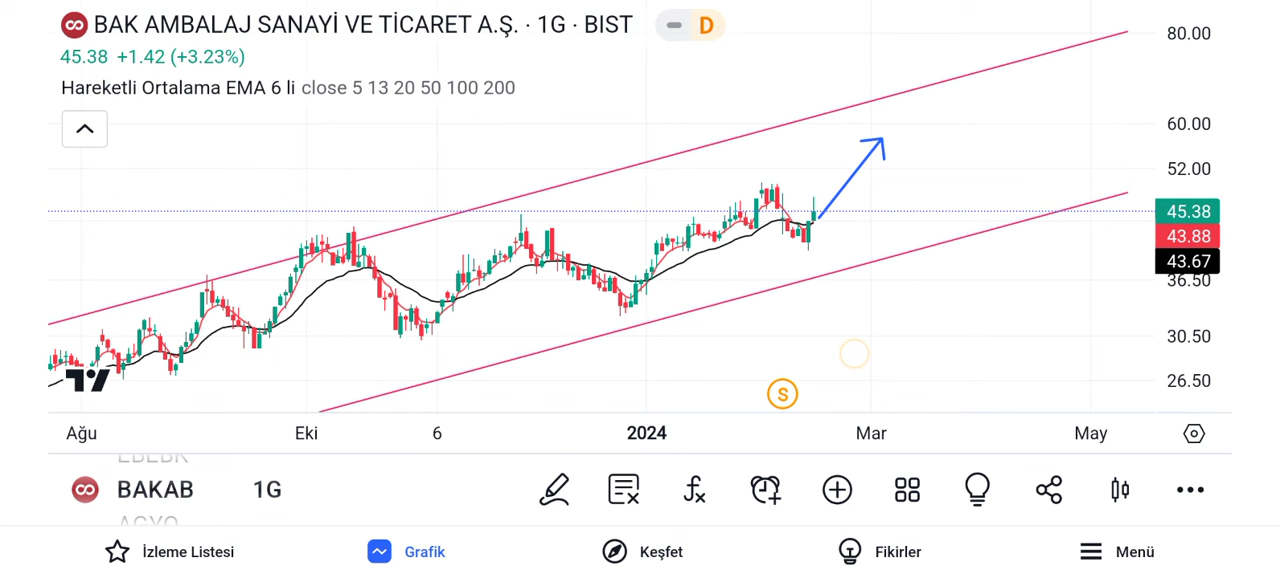 BAK AMBALAJ SANAYİ VE TİCARET A.Ş. · 1G · BIST D
45.38 +1.42 (+3.23%)
Hareketli Ortalama EMA 6 li close 5 13 20 50 100 200
80.00
60.00
52.00
45.38
43.88
43.67
36.50
30.50
26.50
S
Ağu Eki 6 2024 Mar May
EBEBK
BAKAB 1G
AGYO
İzleme Listesi Grafik Keşfet Fikirler Menü